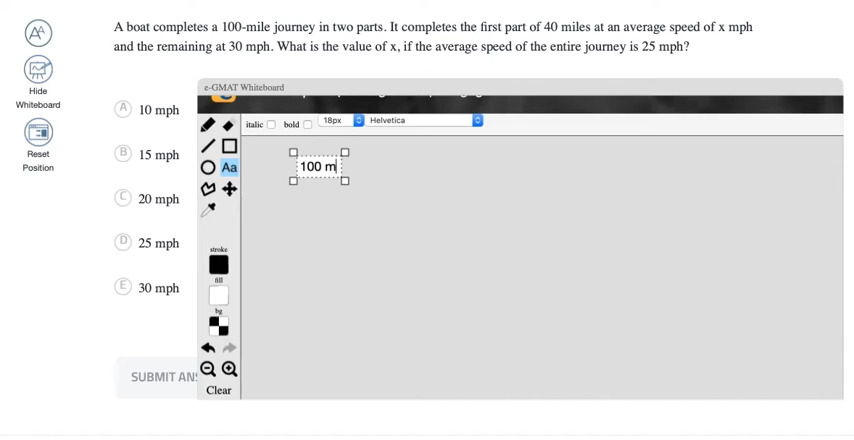 A boat completes a 100-mile journey in two parts. It completes the first part of 40 miles at an average speed of x mph
and the remaining at 30 mph. What is the value of x, if the average speed of the entire journey is 25 mph?
AA
Hide
Whiteboard
Reset
Position
A 10 mph
B 15 mph
C 20 mph
D 25 mph
E 30 mph
SUBMIT ANS
e-GMAT Whiteboard
italic bold 18px Helvetica
Aa
100 m
stroke
fill
bg
Clear